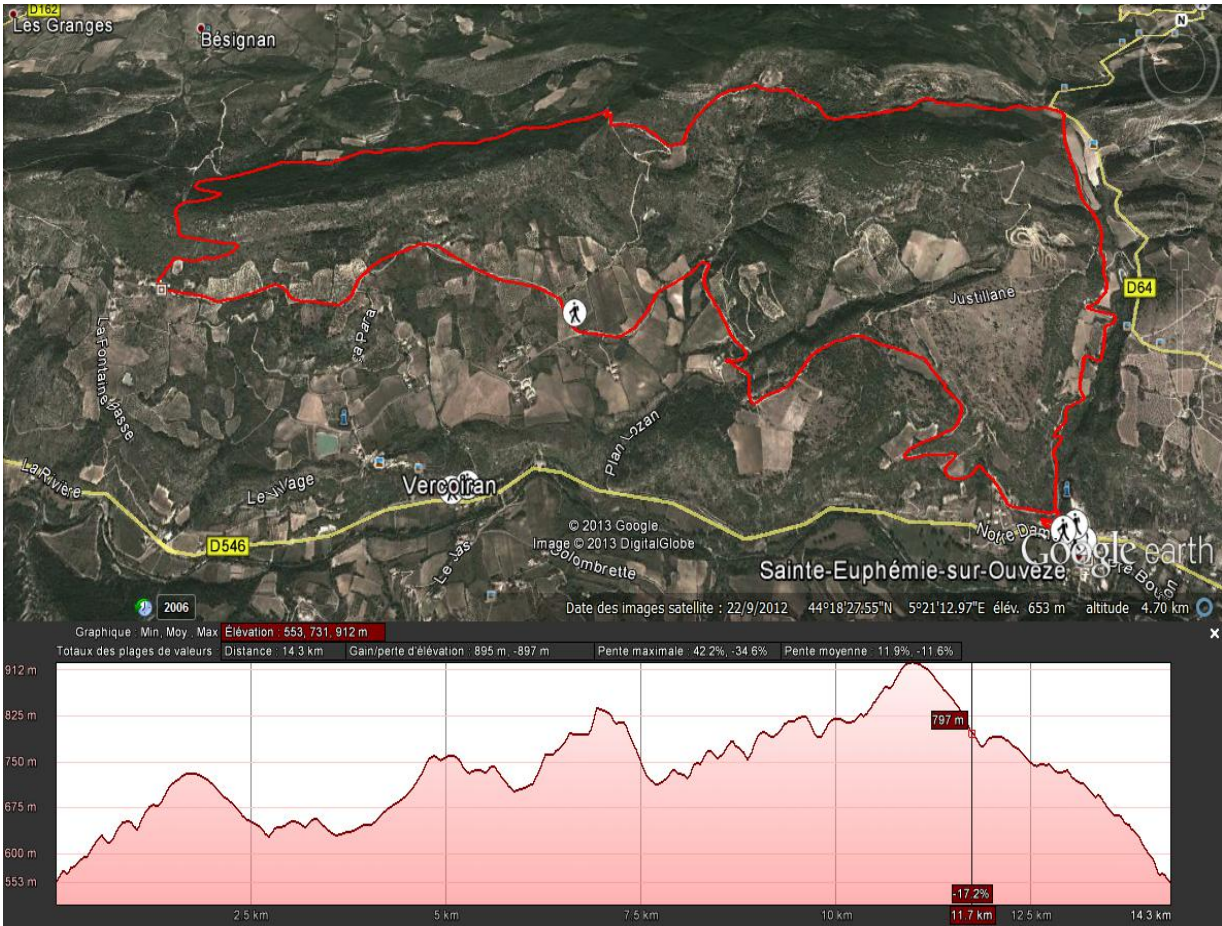 D162
Les Granges
Bésignan
N
D64
Justillane
La Para
La Fontaine Basse
Plan Lozan
La Rivière
Le Village
Vercoiran
D546
Le Jas
Colombrette
Notre Dam
© 2013 Google
Image © 2013 DigitalGlobe
Google earth
Sainte-Euphémie-sur-Ouvèze
2006
Date des images satellite : 22/9/2012 44°18'27.55"N 5°21'12.97"E élév. 653 m altitude 4.70 km
Graphique : Min, Moy , Max Élévation : 553, 731, 912 m
Totaux des plages de valeurs Distance : 14.3 km Gain/perte d'élévation : 895 m, -897 m Pente maximale : 42.2%, -34.6% Pente moyenne : 11.9%, -11.6%
912 m
825 m
797 m
750 m
675 m
600 m
553 m
-17.2%
2.5 km 5 km 7.5 km 10 km 11.7 km 12.5 km 14.3 km